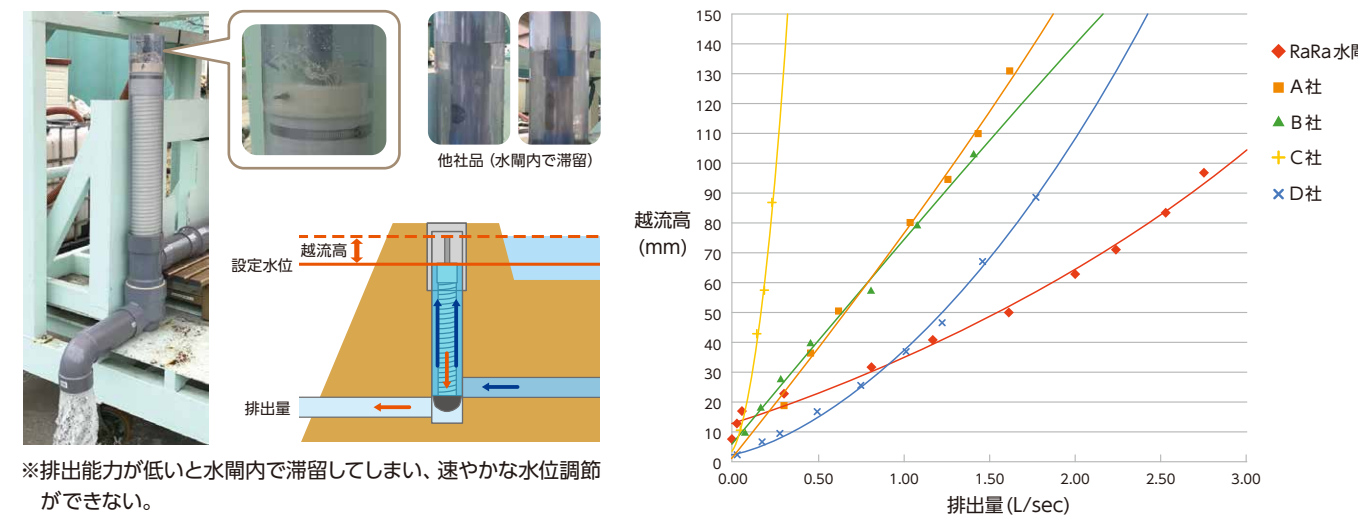 他社品（水閘内で滞留）
越流高
設定水位
排出量
※排出能力が低いと水閘内で滞留してしまい、速やかな水位調節
ができない。
150
140
130
120
110
100
90
80
70
60
50
40
30
20
10
0
越流高
(mm)
0.00 0.50 1.00 1.50 2.00 2.50 3.00
排出量 (L/sec)
RaRa水閘
A社
B社
C社
D社